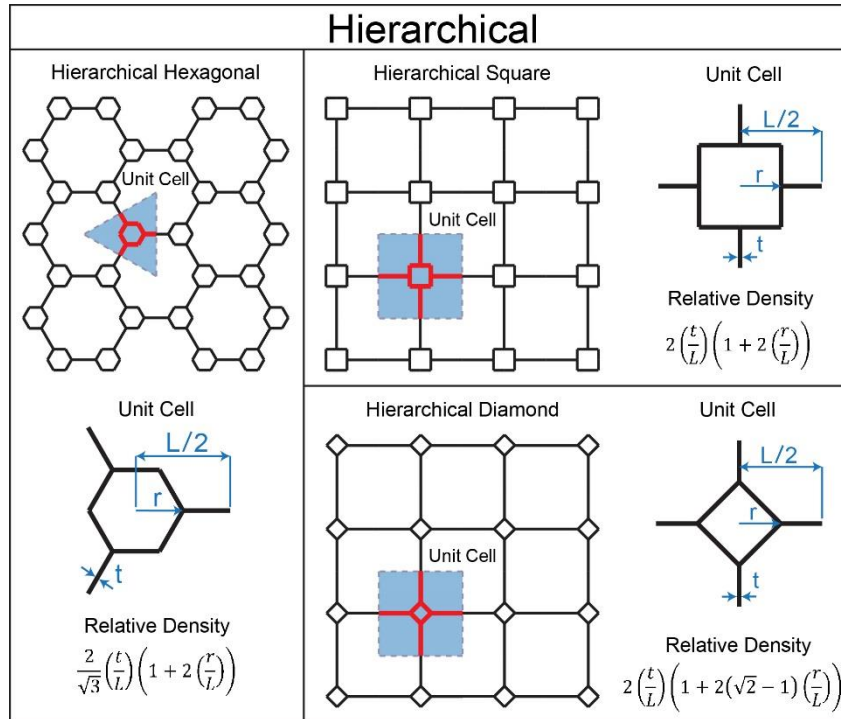 Hierarchical
Hierarchical Hexagonal
Unit Cell
Unit Cell
L/2
r
t
Relative Density
2/√3 (t/L)(1 + 2(r/L))
Hierarchical Square
Unit Cell
Unit Cell
L/2
r
t
Relative Density
2(t/L)(1 + 2(r/L))
Hierarchical Diamond
Unit Cell
Unit Cell
L/2
r
t
Relative Density
2(t/L)(1 + 2(√2 − 1)(r/L))